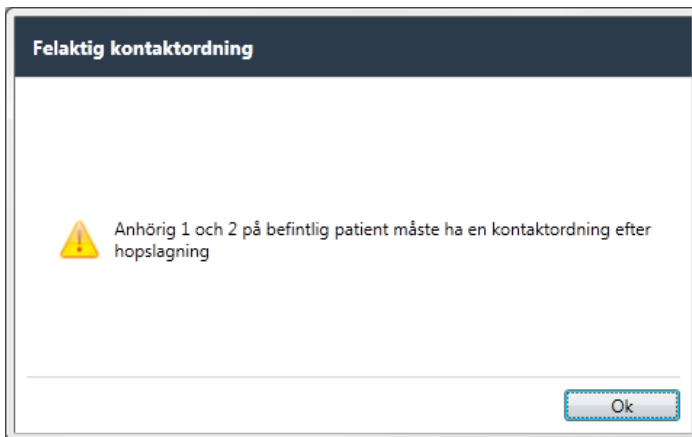 Felaktig kontaktordning
Anhörig 1 och 2 på befintlig patient måste ha en kontaktordning efter
hopslagning
Ok